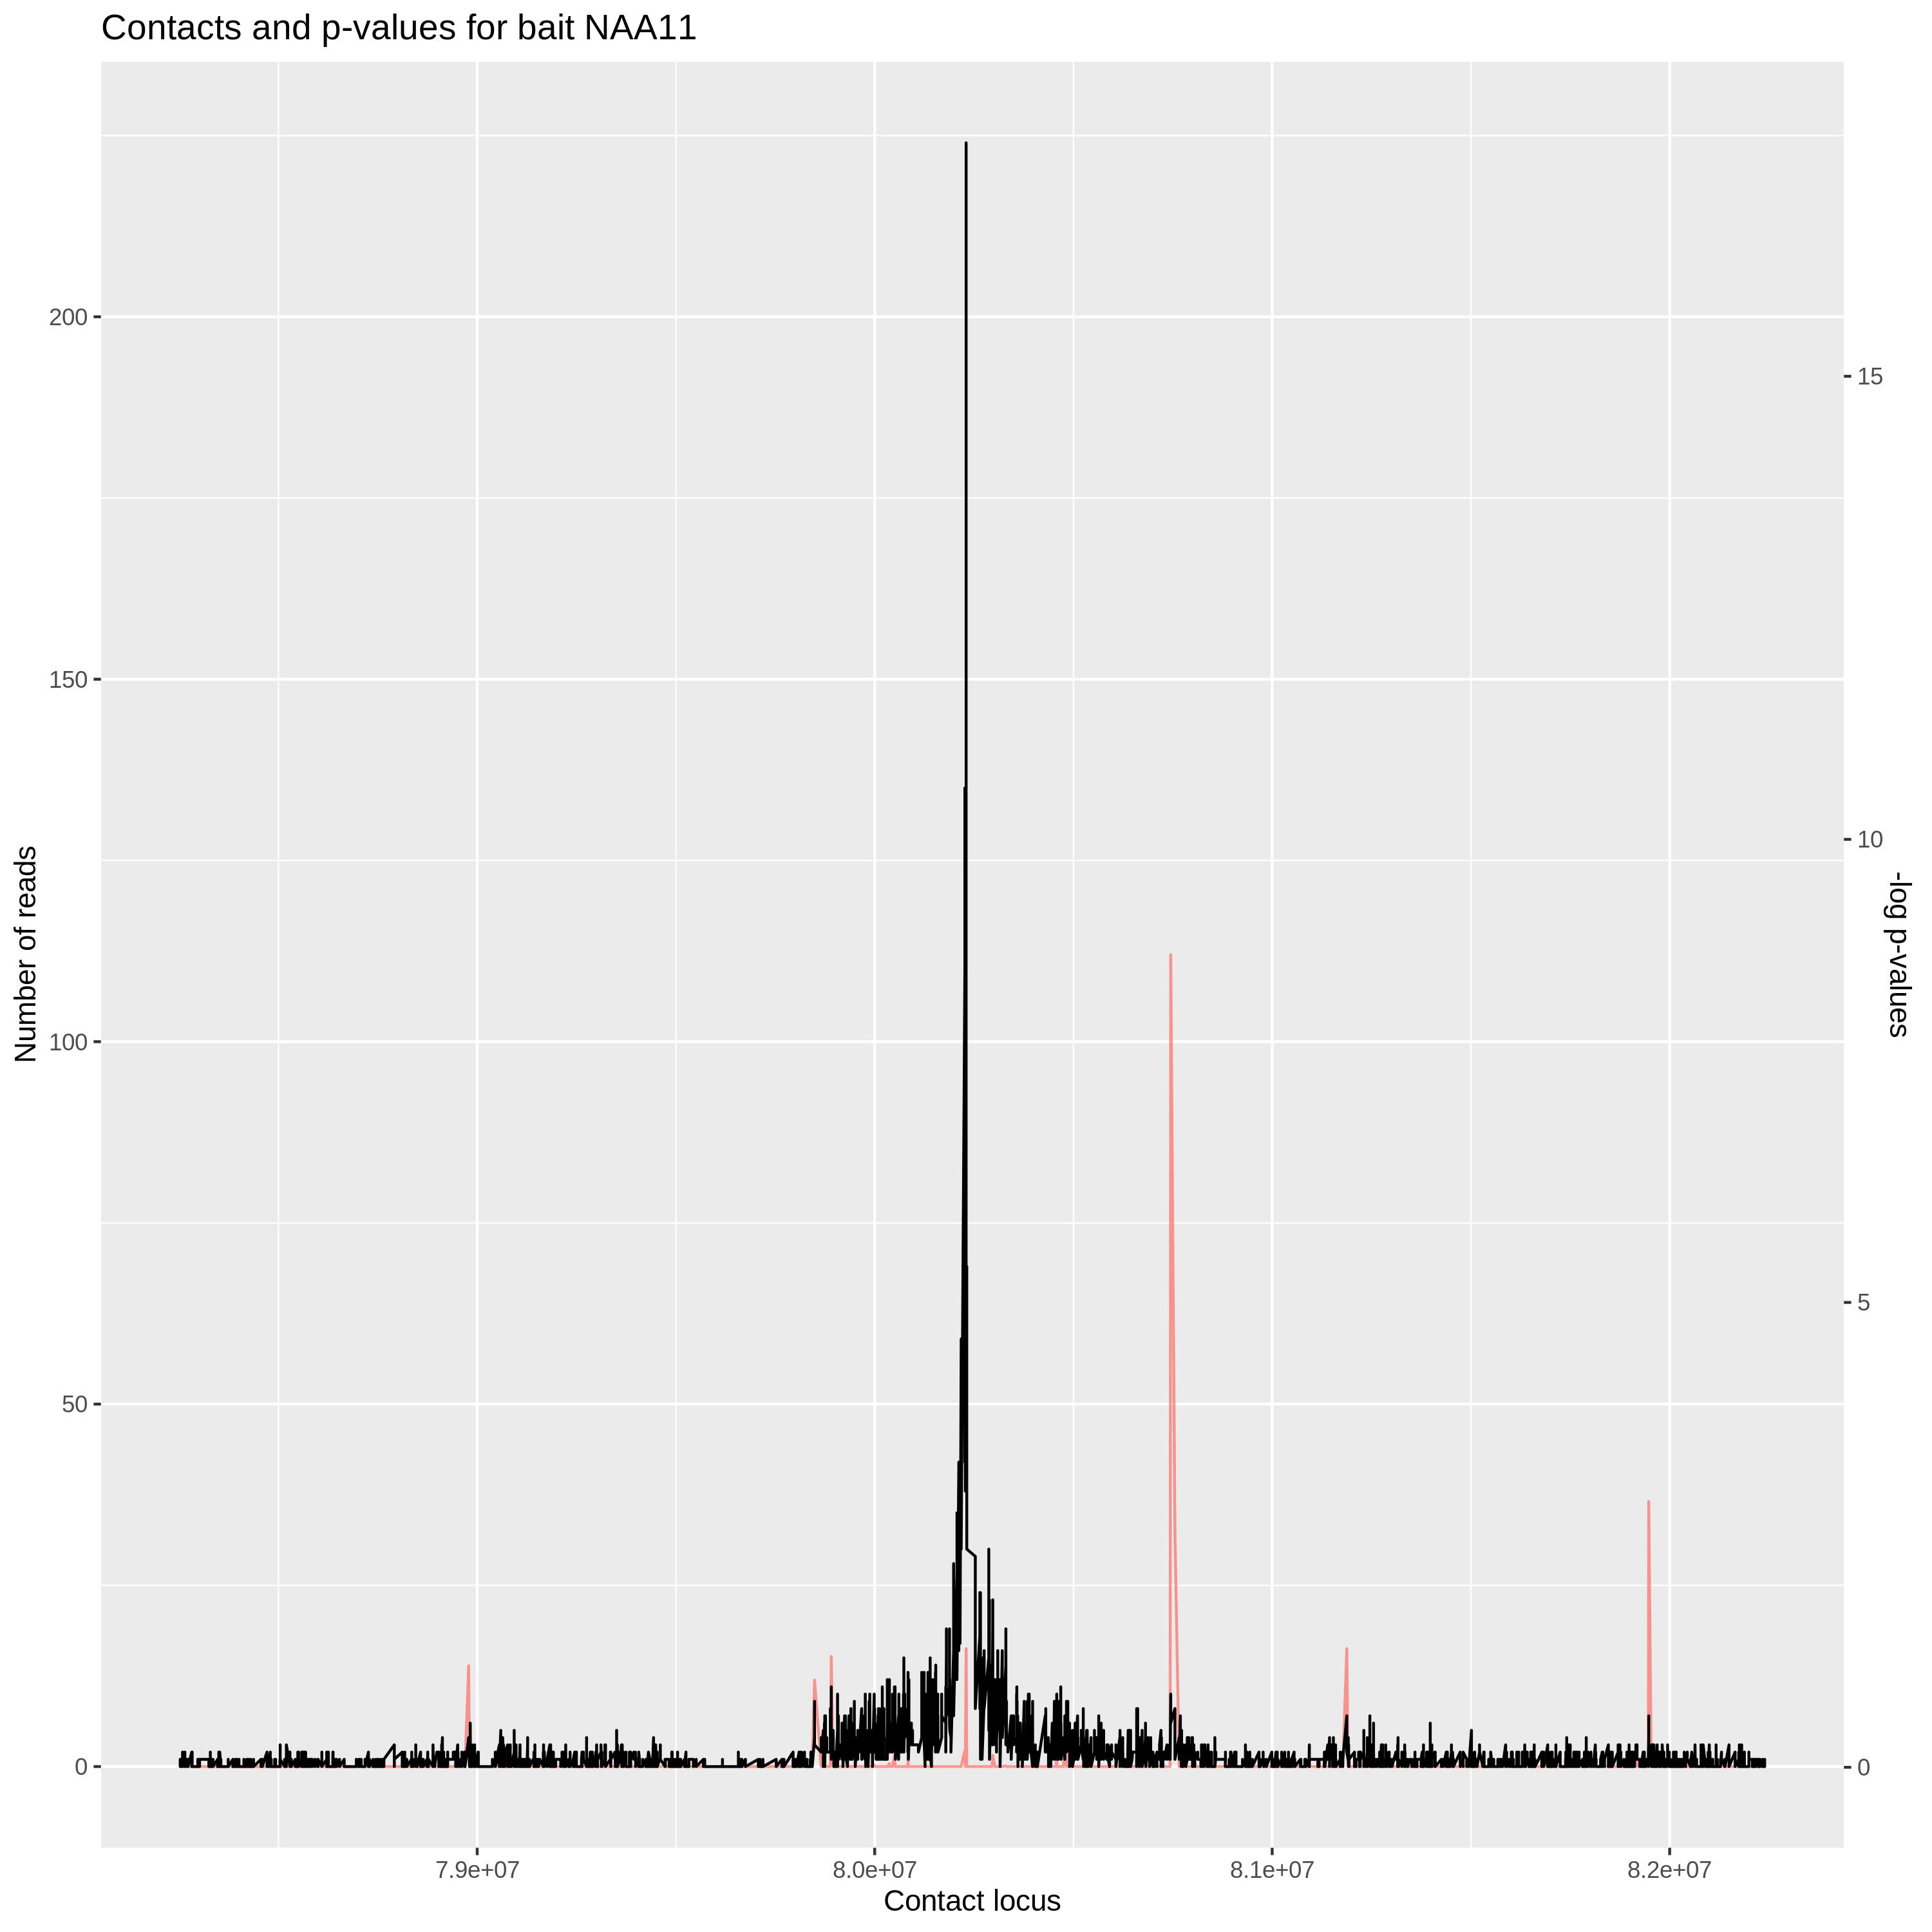 Contacts and p-values for bait NAA11
Number of reads
200
150
100
50
0
15
10
5
0
-log p-values
7.9e+07 8.0e+07 8.1e+07 8.2e+07
Contact locus